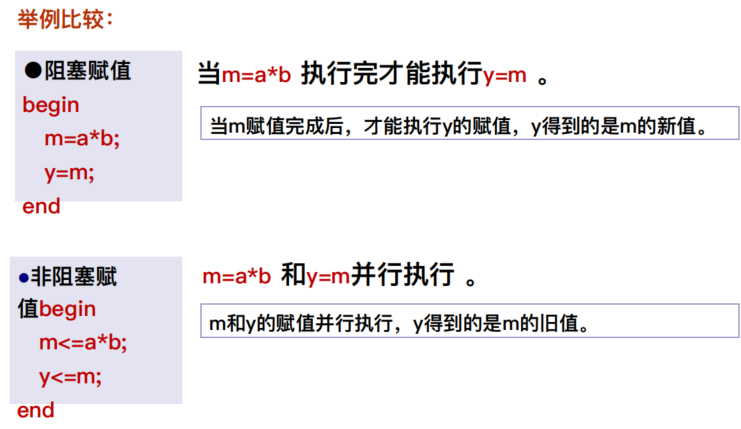 举例比较：
●阻塞赋值
begin
m=a*b;
y=m;
end
当m=a*b 执行完才能执行y=m 。
当m赋值完成后，才能执行y的赋值，y得到的是m的新值。
●非阻塞赋
值begin
m<=a*b;
y<=m;
end
m=a*b 和y=m并行执行 。
m和y的赋值并行执行，y得到的是m的旧值。